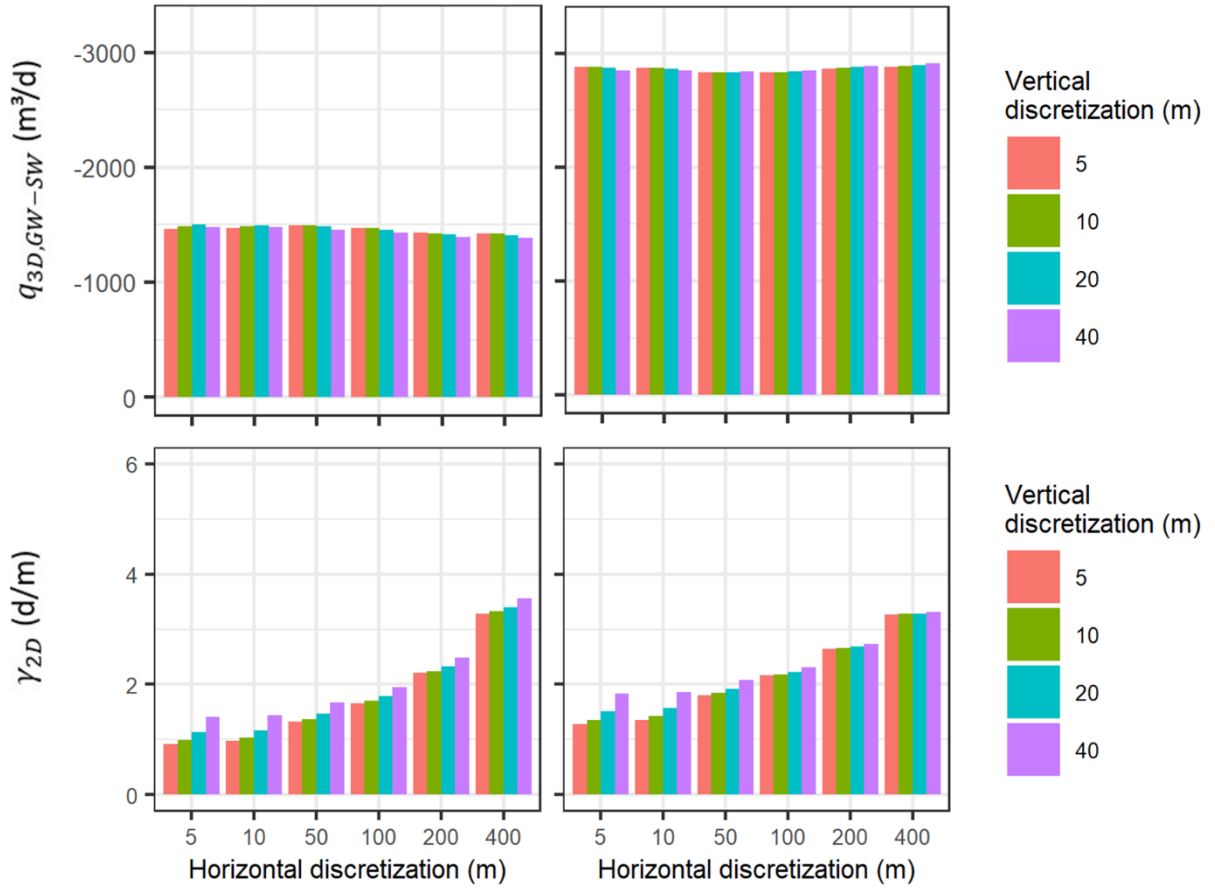 q3D,GW−SW (m³/d)
-3000
-2000
-1000
0
Vertical
discretization (m)
5
10
20
40
γ2D (d/m)
6
4
2
0
5 10 50 100 200 400
Horizontal discretization (m)
5 10 50 100 200 400
Horizontal discretization (m)
Vertical
discretization (m)
5
10
20
40